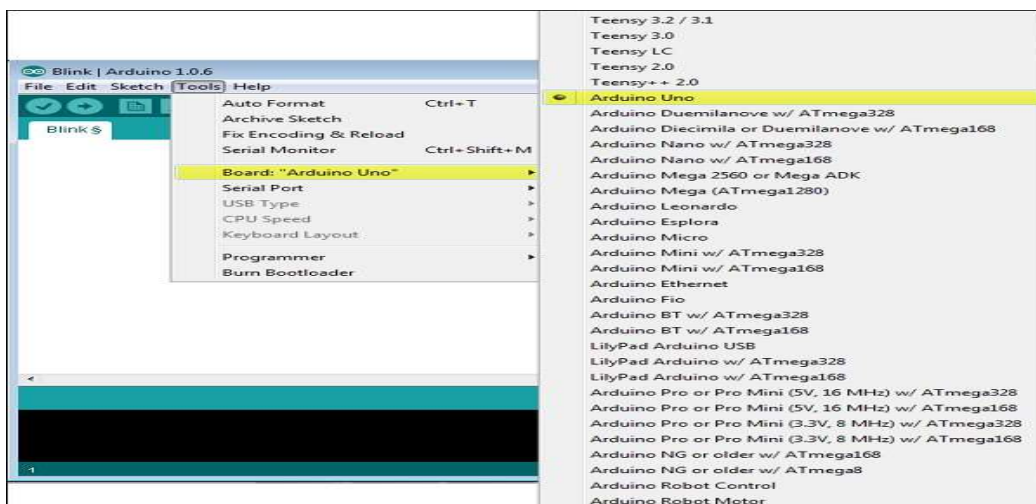 Blink | Arduino 1.0.6
File Edit Sketch Tools Help
Blink §
Auto Format Ctrl+T
Archive Sketch
Fix Encoding & Reload
Serial Monitor Ctrl+Shift+M
Board: "Arduino Uno"
Serial Port
USB Type
CPU Speed
Keyboard Layout
Programmer
Burn Bootloader
1
Teensy 3.2 / 3.1
Teensy 3.0
Teensy LC
Teensy 2.0
Teensy++ 2.0
Arduino Uno
Arduino Duemilanove w/ ATmega328
Arduino Diecimila or Duemilanove w/ ATmega168
Arduino Nano w/ ATmega328
Arduino Nano w/ ATmega168
Arduino Mega 2560 or Mega ADK
Arduino Mega (ATmega1280)
Arduino Leonardo
Arduino Esplora
Arduino Micro
Arduino Mini w/ ATmega328
Arduino Mini w/ ATmega168
Arduino Ethernet
Arduino Fio
Arduino BT w/ ATmega328
Arduino BT w/ ATmega168
LilyPad Arduino USB
LilyPad Arduino w/ ATmega328
LilyPad Arduino w/ ATmega168
Arduino Pro or Pro Mini (5V, 16 MHz) w/ ATmega328
Arduino Pro or Pro Mini (5V, 16 MHz) w/ ATmega168
Arduino Pro or Pro Mini (3.3V, 8 MHz) w/ ATmega328
Arduino Pro or Pro Mini (3.3V, 8 MHz) w/ ATmega168
Arduino NG or older w/ ATmega168
Arduino NG or older w/ ATmega8
Arduino Robot Control
Arduino Robot Motor